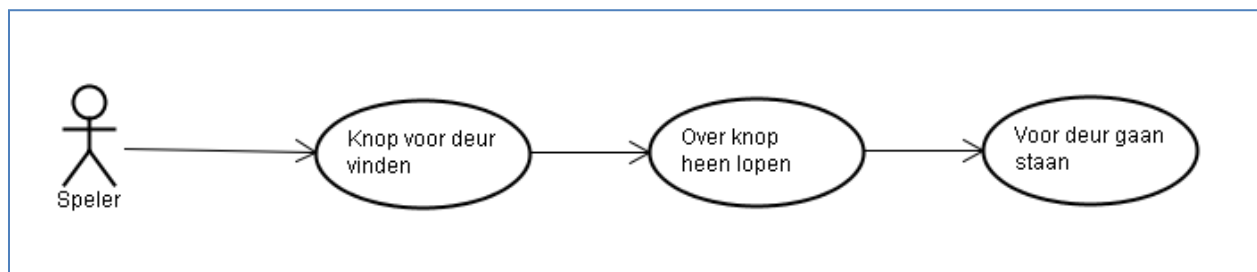 Speler
Knop voor deur
vinden
Over knop
heen lopen
Voor deur gaan
staan